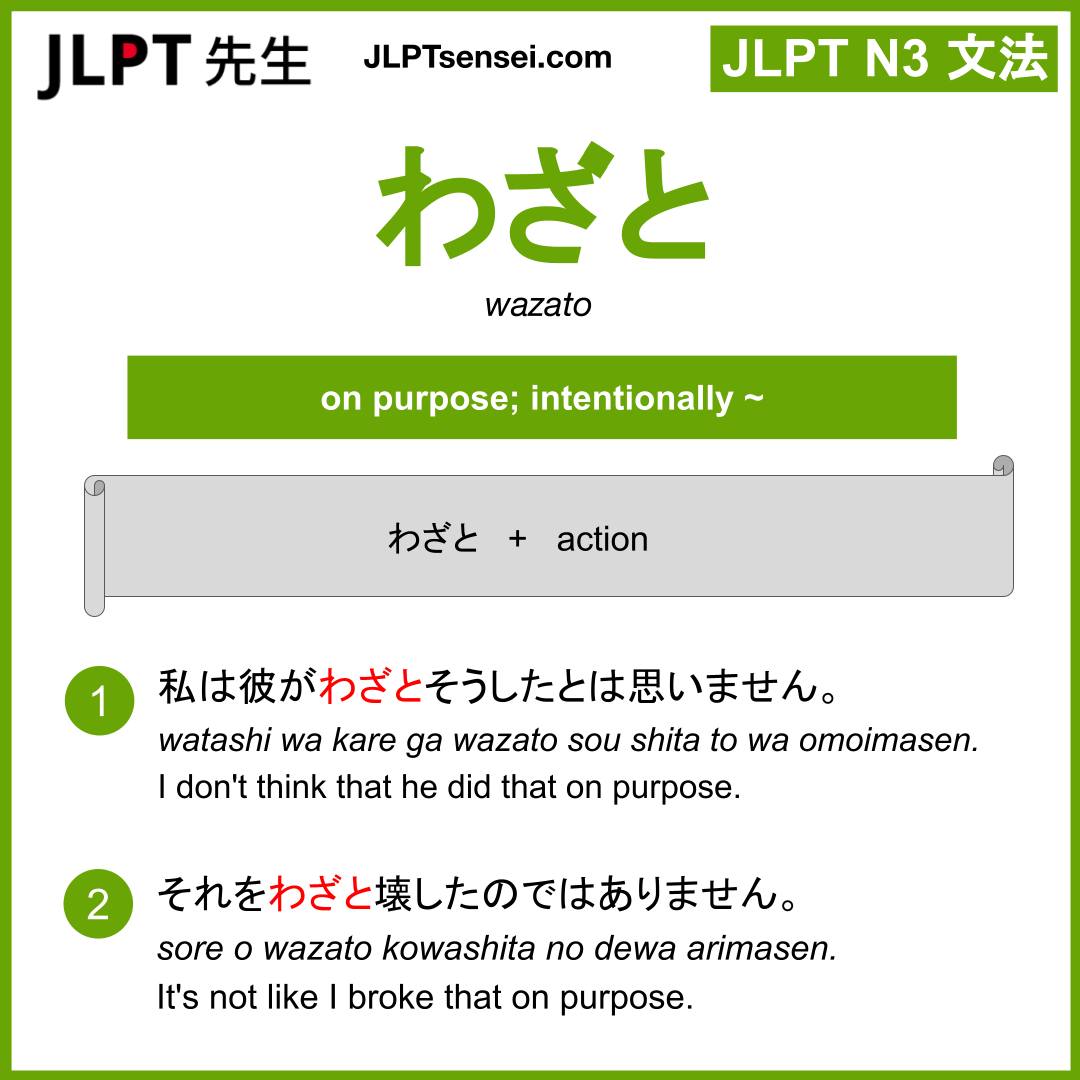 JLPT 先生
JLPTsensei.com
JLPT N3 文法
わざと
wazato
on purpose; intentionally ~
わざと + action
1
私は彼がわざとそうしたとは思いません。
watashi wa kare ga wazato sou shita to wa omoimasen.
I don't think that he did that on purpose.
2
それをわざと壊したのではありません。
sore o wazato kowashita no dewa arimasen.
It's not like I broke that on purpose.